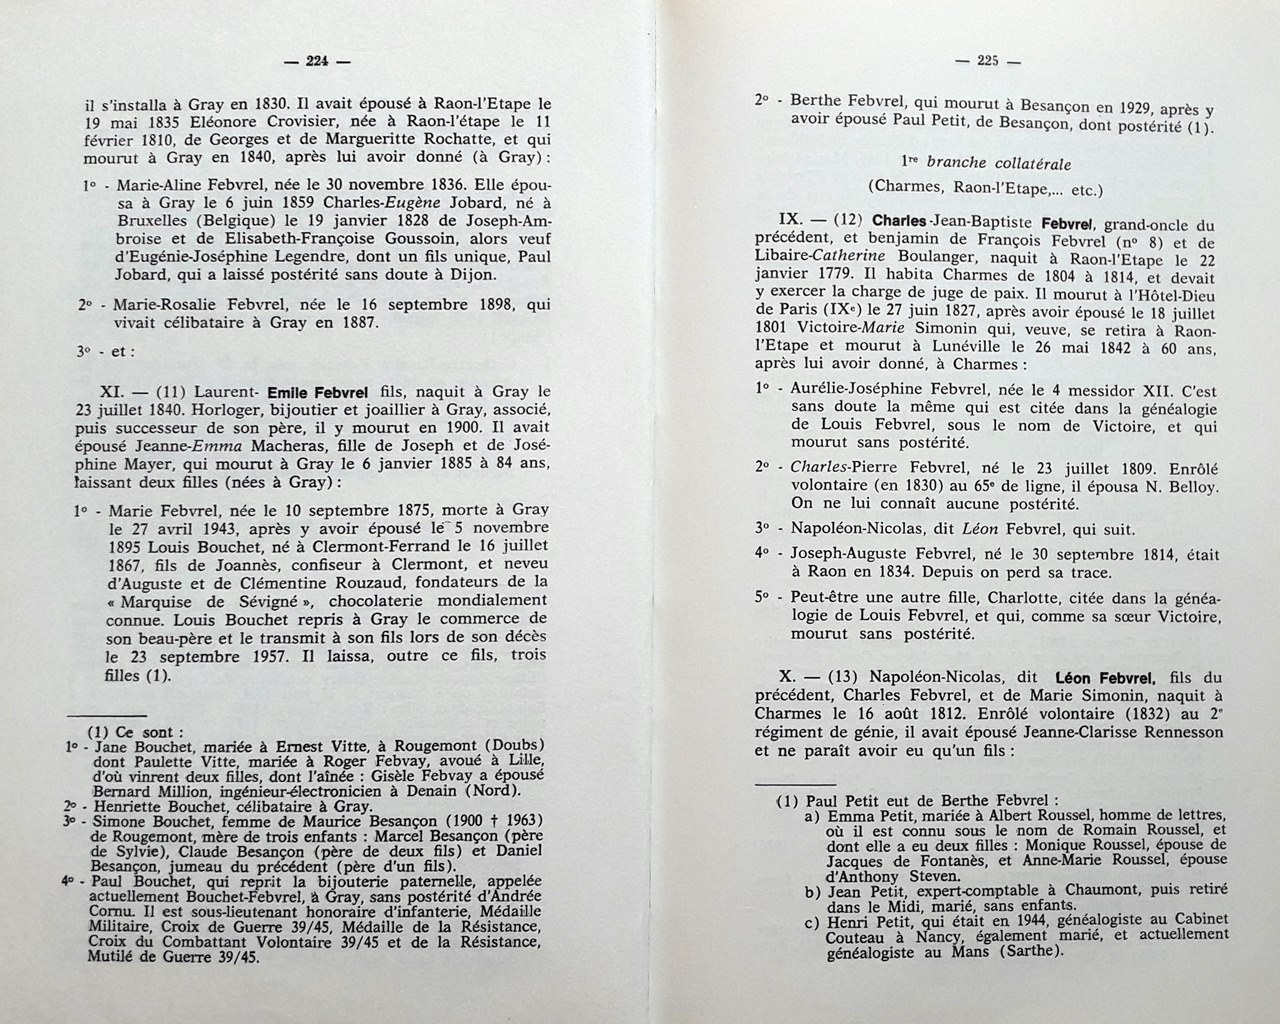 — 224 —
il s'installa à Gray en 1830. Il avait épousé à Raon-l'Etape le
19 mai 1835 Eléonore Crovisier, née à Raon-l'étape le 11
février 1810, de Georges et de Margueritte Rochatte, et qui
mourut à Gray en 1840, après lui avoir donné (à Gray) :
1º - Marie-Aline Febvrel, née le 30 novembre 1836. Elle épou-
sa à Gray le 6 juin 1859 Charles-Eugène Jobard, né à
Bruxelles (Belgique) le 19 janvier 1828 de Joseph-Am-
broise et de Elisabeth-Françoise Goussoin, alors veuf
d'Eugénie-Joséphine Legendre, dont un fils unique, Paul
Jobard, qui a laissé postérité sans doute à Dijon.
2º - Marie-Rosalie Febvrel, née le 16 septembre 1898, qui
vivait célibataire à Gray en 1887.
3º - et :
XI. — (11) Laurent- Emile Febvrel fils, naquit à Gray le
23 juillet 1840. Horloger, bijoutier et joaillier à Gray, associé,
puis successeur de son père, il y mourut en 1900. Il avait
épousé Jeanne-Emma Macheras, fille de Joseph et de José-
phine Mayer, qui mourut à Gray le 6 janvier 1885 à 84 ans,
laissant deux filles (nées à Gray) :
1º - Marie Febvrel, née le 10 septembre 1875, morte à Gray
le 27 avril 1943, après y avoir épousé le 5 novembre
1895 Louis Bouchet, né à Clermont-Ferrand le 16 juillet
1867, fils de Joannès, confiseur à Clermont, et neveu
d'Auguste et de Clémentine Rouzaud, fondateurs de la
« Marquise de Sévigné », chocolaterie mondialement
connue. Louis Bouchet repris à Gray le commerce de
son beau-père et le transmit à son fils lors de son décès
le 23 septembre 1957. Il laissa, outre ce fils, trois
filles (1).
(1) Ce sont :
1º - Jane Bouchet, mariée à Ernest Vitte, à Rougemont (Doubs)
dont Paulette Vitte, mariée à Roger Febvay, avoué à Lille,
d'où vinrent deux filles, dont l'aînée : Gisèle Febvay a épousé
Bernard Million, ingénieur-électronicien à Denain (Nord).
2º - Henriette Bouchet, célibataire à Gray.
3º - Simone Bouchet, femme de Maurice Besançon (1900 † 1963)
de Rougemont, mère de trois enfants : Marcel Besançon (père
de Sylvie), Claude Besançon (père de deux fils) et Daniel
Besançon, jumeau du précédent (père d'un fils).
4º - Paul Bouchet, qui reprit la bijouterie paternelle, appelée
actuellement Bouchet-Febvrel, à Gray, sans postérité d'Andrée
Cornu. Il est sous-lieutenant honoraire d'infanterie, Médaille
Militaire, Croix de Guerre 39/45, Médaille de la Résistance,
Croix du Combattant Volontaire 39/45 et de la Résistance,
Mutilé de Guerre 39/45.
— 225 —
2º - Berthe Febvrel, qui mourut à Besançon en 1929, après y
avoir épousé Paul Petit, de Besançon, dont postérité (1).
1re branche collatérale
(Charmes, Raon-l'Etape,... etc.)
IX. — (12) Charles-Jean-Baptiste Febvrel, grand-oncle du
précédent, et benjamin de François Febvrel (nº 8) et de
Libaire-Catherine Boulanger, naquit à Raon-l'Etape le 22
janvier 1779. Il habita Charmes de 1804 à 1814, et devait
y exercer la charge de juge de paix. Il mourut à l'Hôtel-Dieu
de Paris (IXe) le 27 juin 1827, après avoir épousé le 18 juillet
1801 Victoire-Marie Simonin qui, veuve, se retira à Raon-
l'Etape et mourut à Lunéville le 26 mai 1842 à 60 ans,
après lui avoir donné, à Charmes :
1º - Aurélie-Joséphine Febvrel, née le 4 messidor XII. C'est
sans doute la même qui est citée dans la généalogie
de Louis Febvrel, sous le nom de Victoire, et qui
mourut sans postérité.
2º - Charles-Pierre Febvrel, né le 23 juillet 1809. Enrôlé
volontaire (en 1830) au 65e de ligne, il épousa N. Belloy.
On ne lui connaît aucune postérité.
3º - Napoléon-Nicolas, dit Léon Febvrel, qui suit.
4º - Joseph-Auguste Febvrel, né le 30 septembre 1814, était
à Raon en 1834. Depuis on perd sa trace.
5º - Peut-être une autre fille, Charlotte, citée dans la généa-
logie de Louis Febvrel, et qui, comme sa sœur Victoire,
mourut sans postérité.
X. — (13) Napoléon-Nicolas, dit Léon Febvrel, fils du
précédent, Charles Febvrel, et de Marie Simonin, naquit à
Charmes le 16 août 1812. Enrôlé volontaire (1832) au 2e
régiment de génie, il avait épousé Jeanne-Clarisse Rennesson
et ne paraît avoir eu qu'un fils :
(1) Paul Petit eut de Berthe Febvrel :
a) Emma Petit, mariée à Albert Roussel, homme de lettres,
où il est connu sous le nom de Romain Roussel, et
dont elle a eu deux filles : Monique Roussel, épouse de
Jacques de Fontanès, et Anne-Marie Roussel, épouse
d'Anthony Steven.
b) Jean Petit, expert-comptable à Chaumont, puis retiré
dans le Midi, marié, sans enfants.
c) Henri Petit, qui était en 1944, généalogiste au Cabinet
Couteau à Nancy, également marié, et actuellement
généalogiste au Mans (Sarthe).